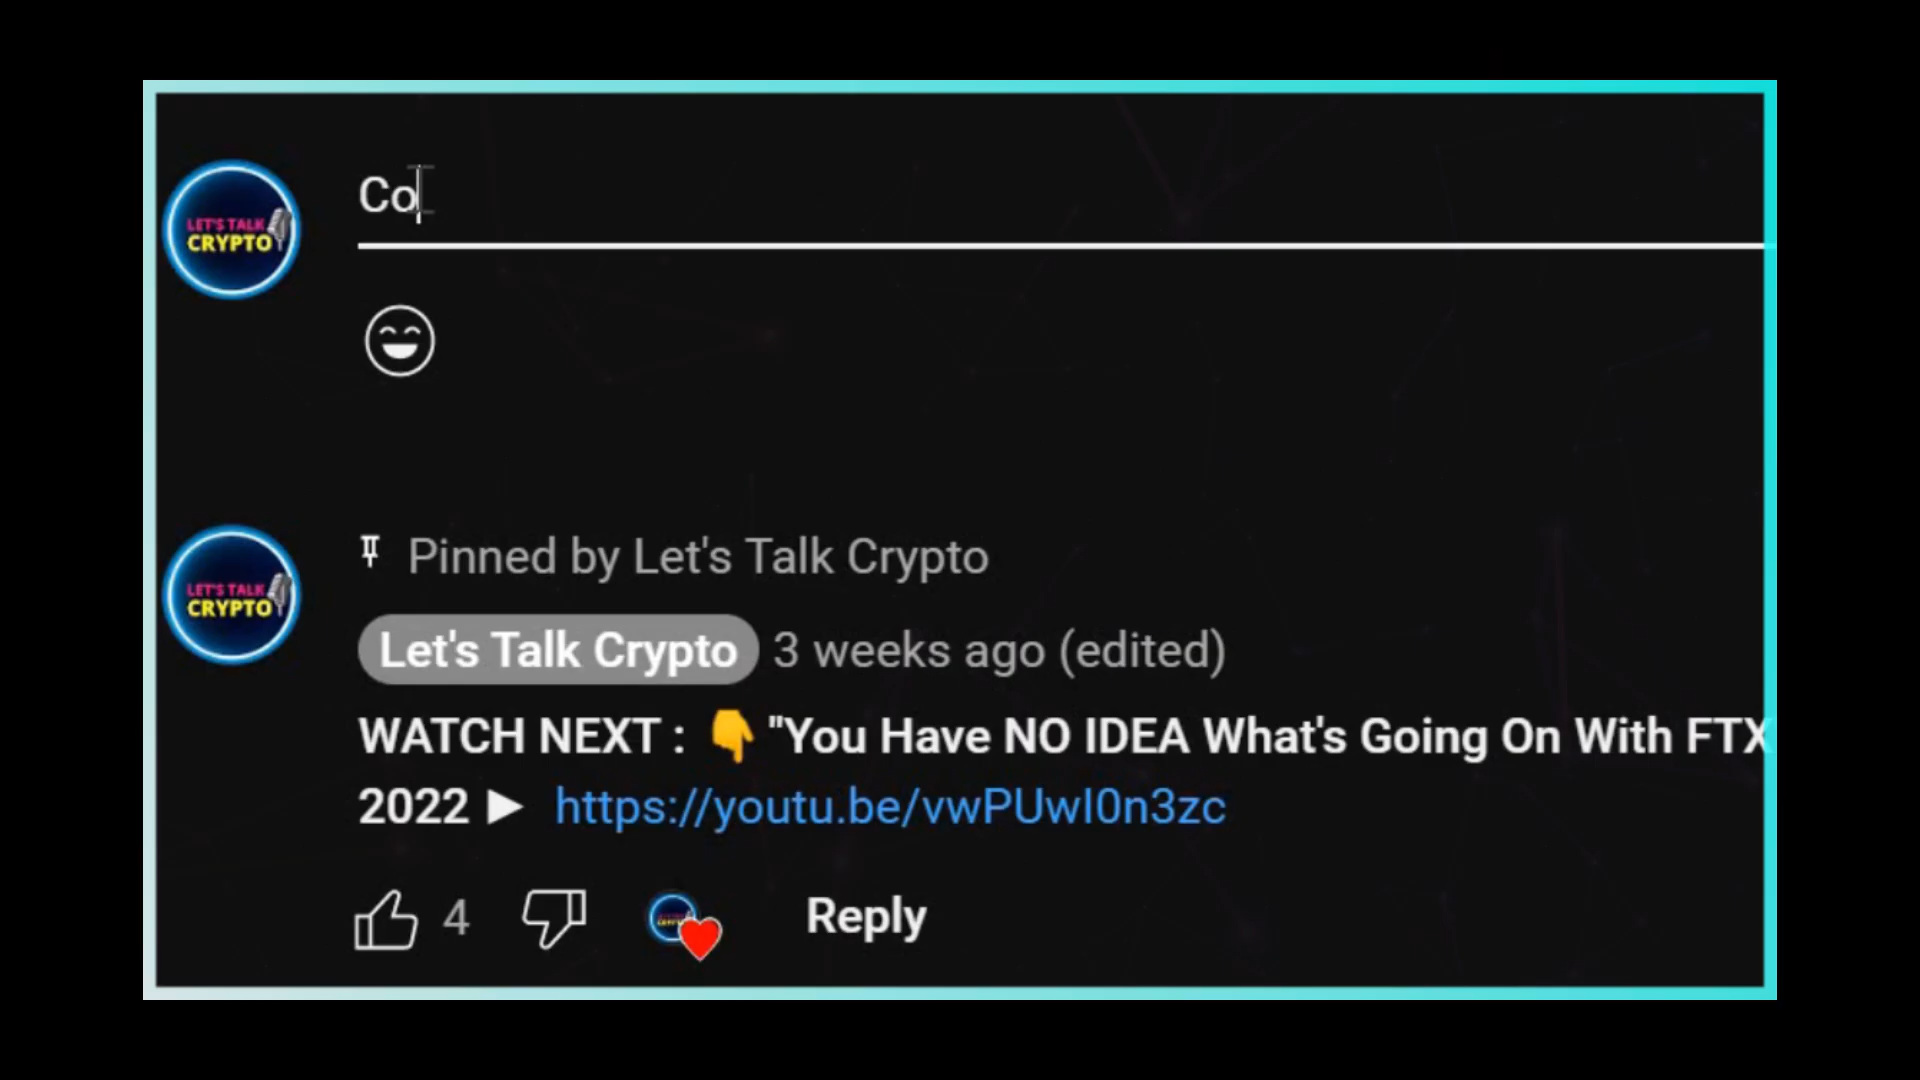 LET'S TALK
CRYPTO
Co
Pinned by Let's Talk Crypto
LET'S TALK
CRYPTO
Let's Talk Crypto 3 weeks ago (edited)
WATCH NEXT : 👇 "You Have NO IDEA What's Going On With FTX
2022 ▶ https://youtu.be/vwPUwI0n3zc
4 Reply